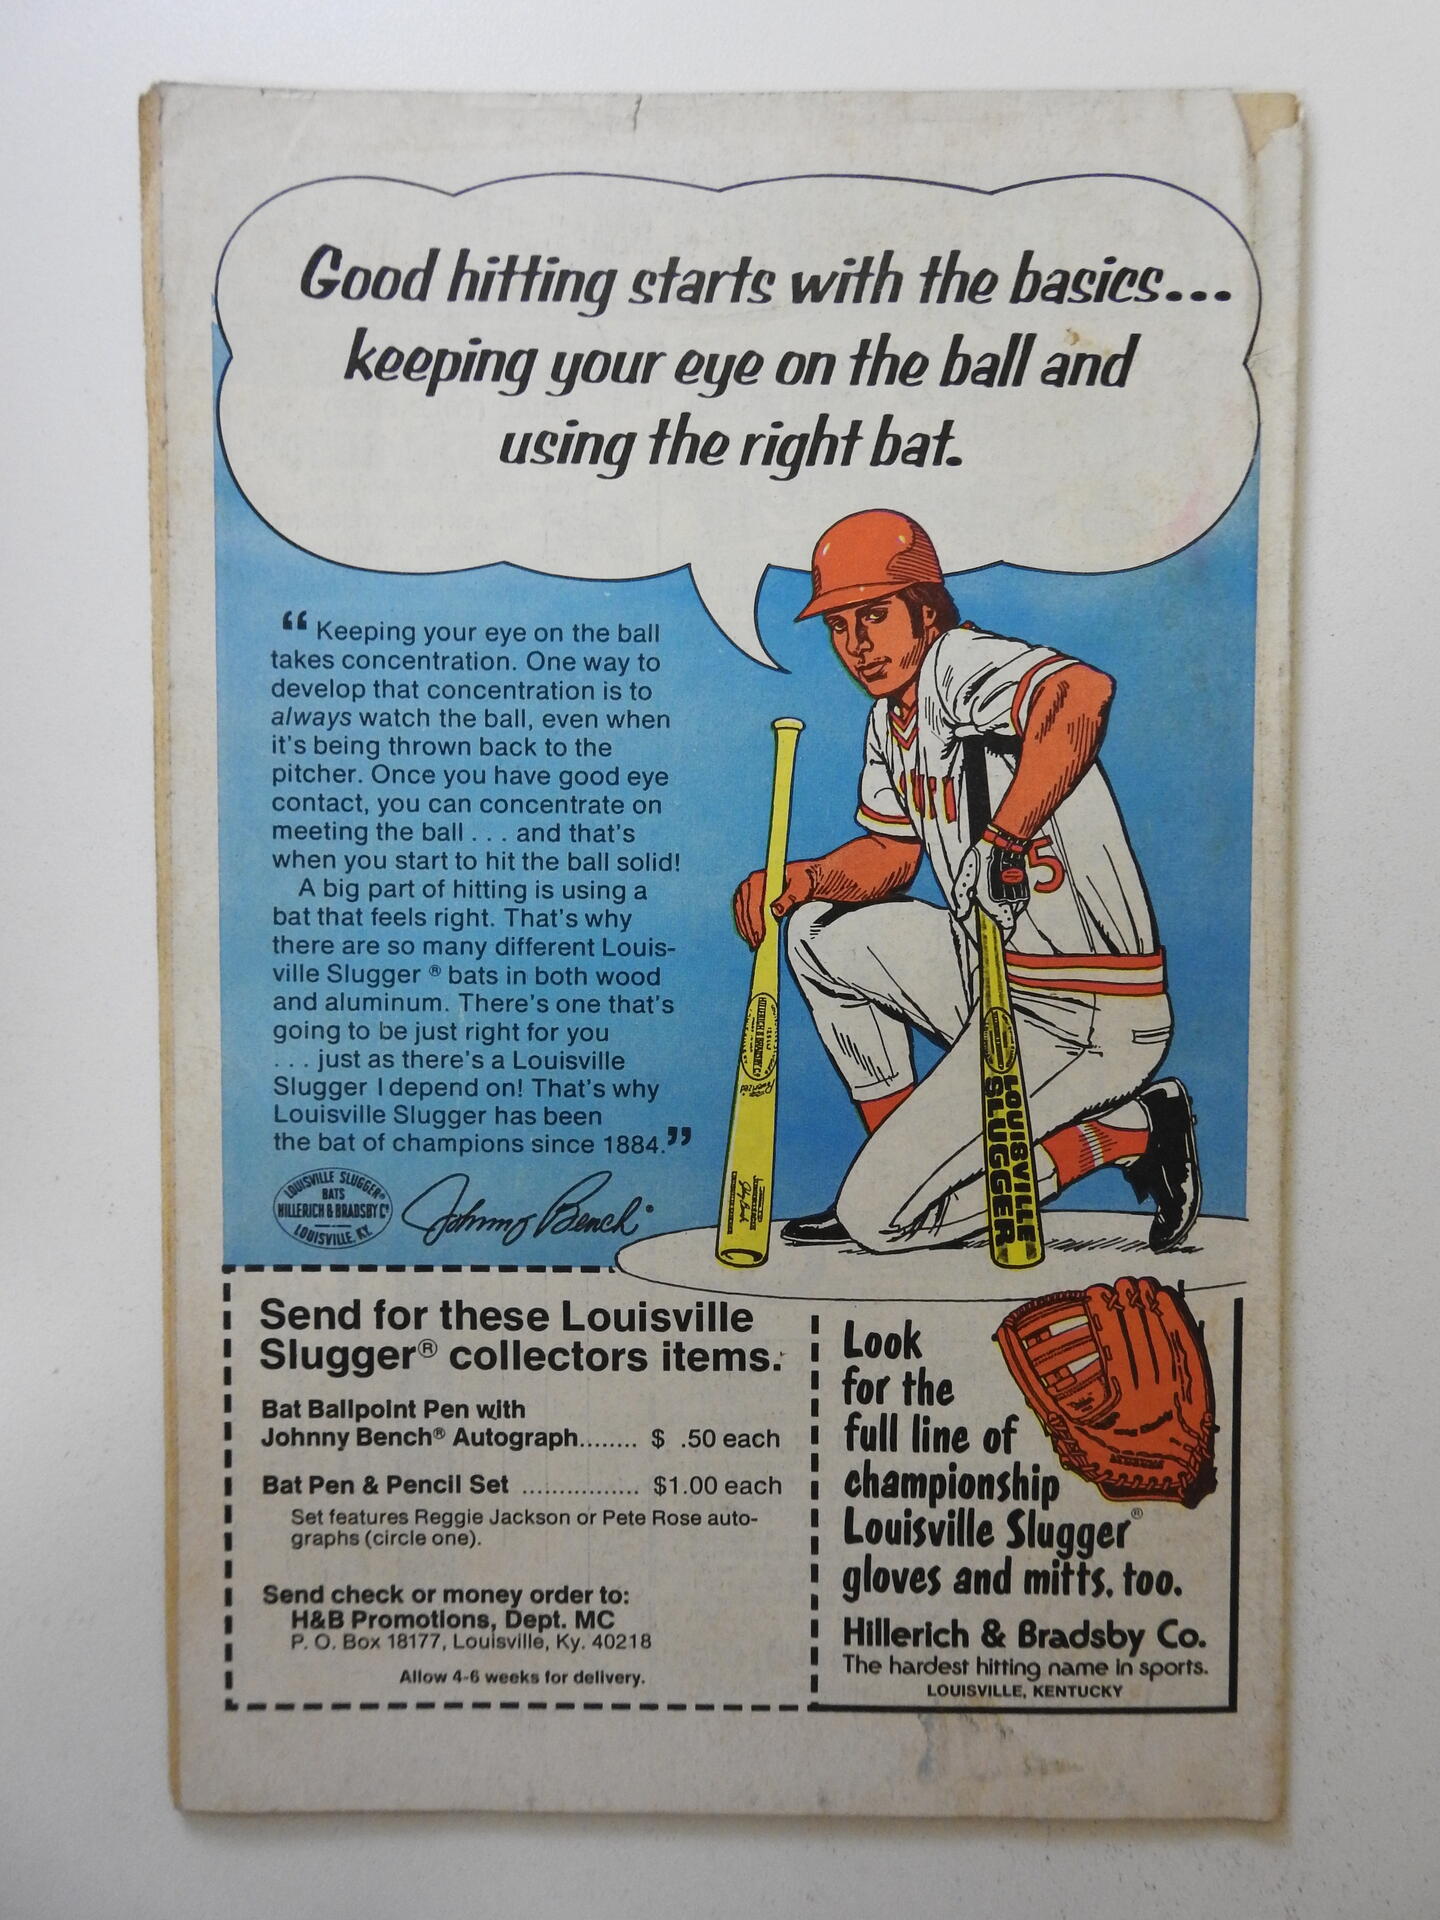 Good hitting starts with the basics...
keeping your eye on the ball and
using the right bat.
“ Keeping your eye on the ball
takes concentration. One way to
develop that concentration is to
always watch the ball, even when
it's being thrown back to the
pitcher. Once you have good eye
contact, you can concentrate on
meeting the ball . . . and that's
when you start to hit the ball solid!
A big part of hitting is using a
bat that feels right. That's why
there are so many different Louis-
ville Slugger ® bats in both wood
and aluminum. There's one that's
going to be just right for you
. . . just as there's a Louisville
Slugger I depend on! That's why
Louisville Slugger has been
the bat of champions since 1884.”
LOUISVILLE SLUGGER®
BATS
HILLERICH & BRADSBY Cº
LOUISVILLE, KY.
Johnny Bench
5
HILLERICH & BRADSBY Cº
LOUISVILLE
SLUGGER
Send for these Louisville
Slugger® collectors items.
Bat Ballpoint Pen with
Johnny Bench® Autograph........ $ .50 each
Bat Pen & Pencil Set ................ $1.00 each
Set features Reggie Jackson or Pete Rose auto-
graphs (circle one).
Send check or money order to:
H&B Promotions, Dept. MC
P. O. Box 18177, Louisville, Ky. 40218
Allow 4-6 weeks for delivery.
Look
for the
full line of
championship
Louisville Slugger®
gloves and mitts, too.
Hillerich & Bradsby Co.
The hardest hitting name in sports.
LOUISVILLE, KENTUCKY